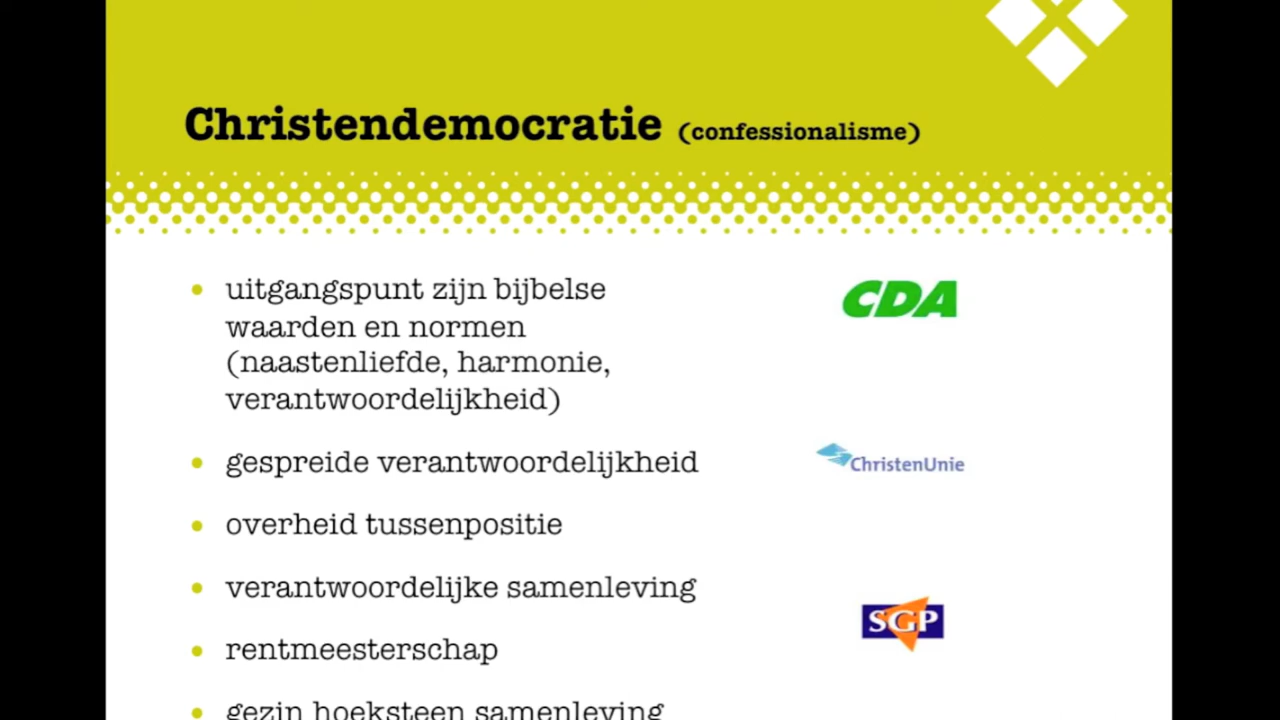 Christendemocratie (confessionalisme)
uitgangspunt zijn bijbelse
waarden en normen
(naastenliefde, harmonie,
verantwoordelijkheid)
gespreide verantwoordelijkheid
overheid tussenpositie
verantwoordelijke samenleving
rentmeesterschap
gezin hoeksteen samenleving
CDA
ChristenUnie
SGP